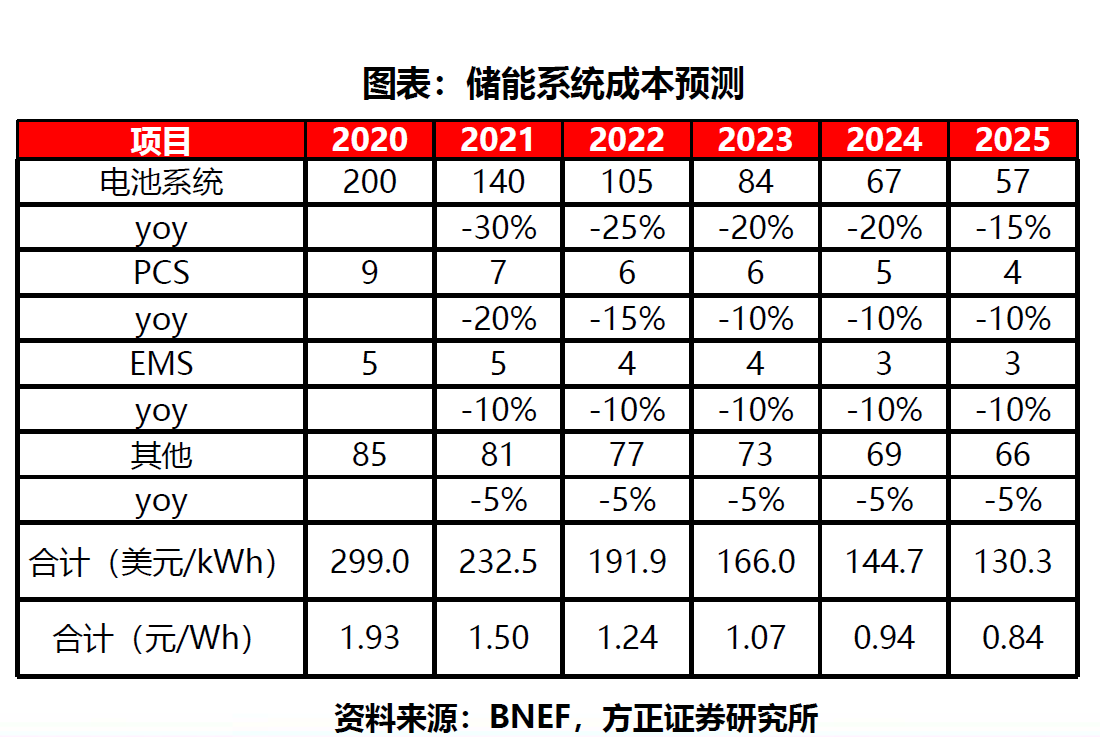 图表：储能系统成本预测
项目 2020 2021 2022 2023 2024 2025
电池系统 200 140 105 84 67 57
yoy -30% -25% -20% -20% -15%
PCS 9 7 6 6 5 4
yoy -20% -15% -10% -10% -10%
EMS 5 5 4 4 3 3
yoy -10% -10% -10% -10% -10%
其他 85 81 77 73 69 66
yoy -5% -5% -5% -5% -5%
合计（美元/kWh） 299.0 232.5 191.9 166.0 144.7 130.3
合计（元/Wh） 1.93 1.50 1.24 1.07 0.94 0.84
资料来源：BNEF，方正证券研究所